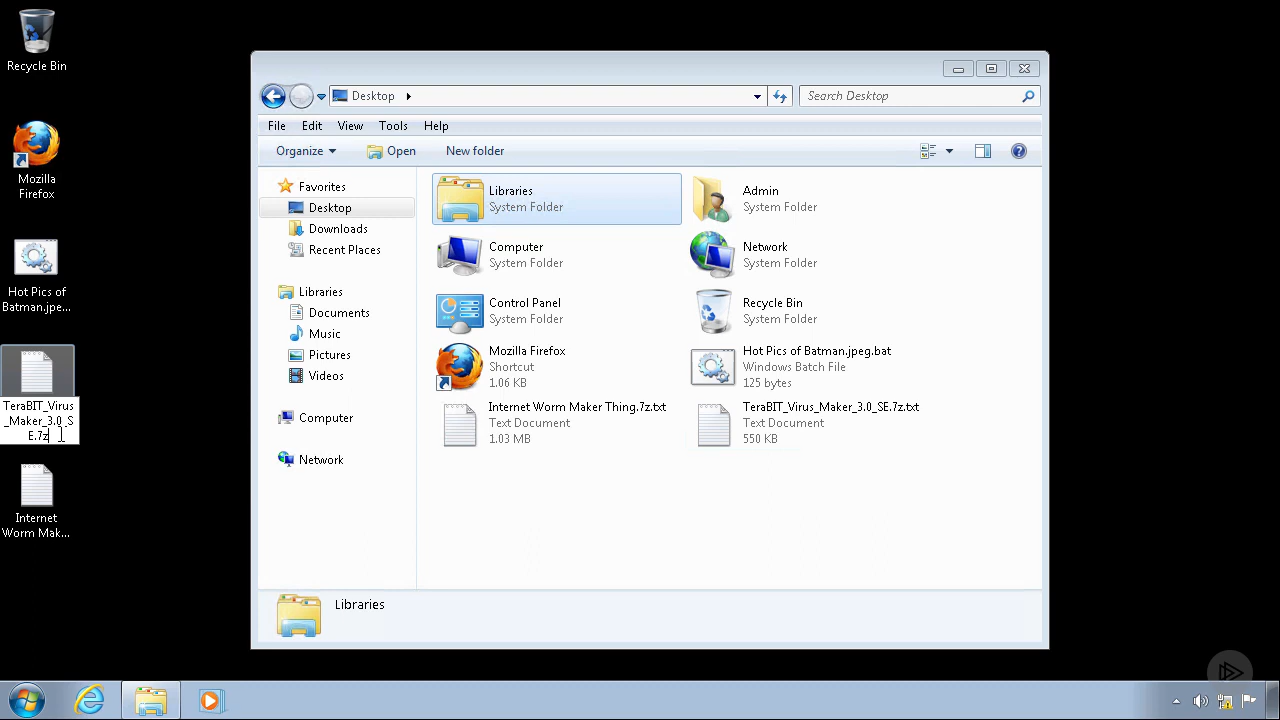 Recycle Bin
Mozilla
Firefox
Hot Pics of
Batman.jpe...
TeraBIT_Virus
_Maker_3.0_S
E.7z
Internet
Worm Mak...
Desktop
Search Desktop
File Edit View Tools Help
Organize Open New folder
Favorites
Desktop
Downloads
Recent Places
Libraries
Documents
Music
Pictures
Videos
Computer
Network
Libraries
System Folder
Admin
System Folder
Computer
System Folder
Network
System Folder
Control Panel
System Folder
Recycle Bin
System Folder
Mozilla Firefox
Shortcut
1.06 KB
Hot Pics of Batman.jpeg.bat
Windows Batch File
125 bytes
Internet Worm Maker Thing.7z.txt
Text Document
1.03 MB
TeraBIT_Virus_Maker_3.0_SE.7z.txt
Text Document
550 KB
Libraries